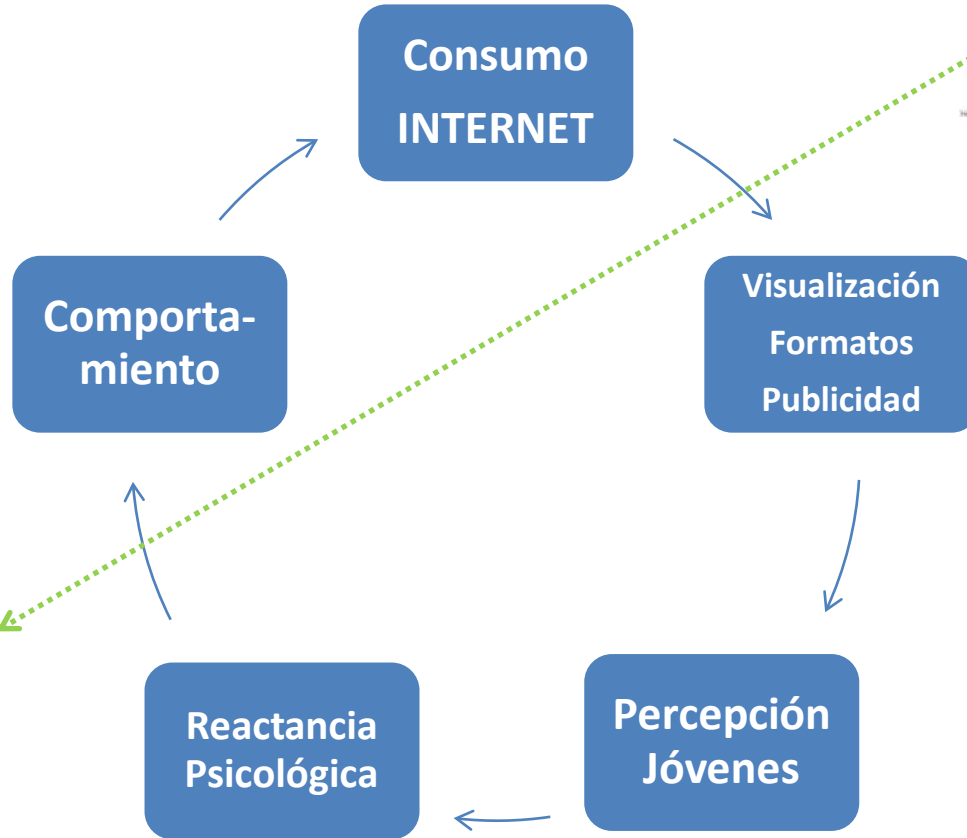 Consumo
INTERNET
Visualización
Formatos
Publicidad
Percepción
Jóvenes
Reactancia
Psicológica
Comporta-
miento